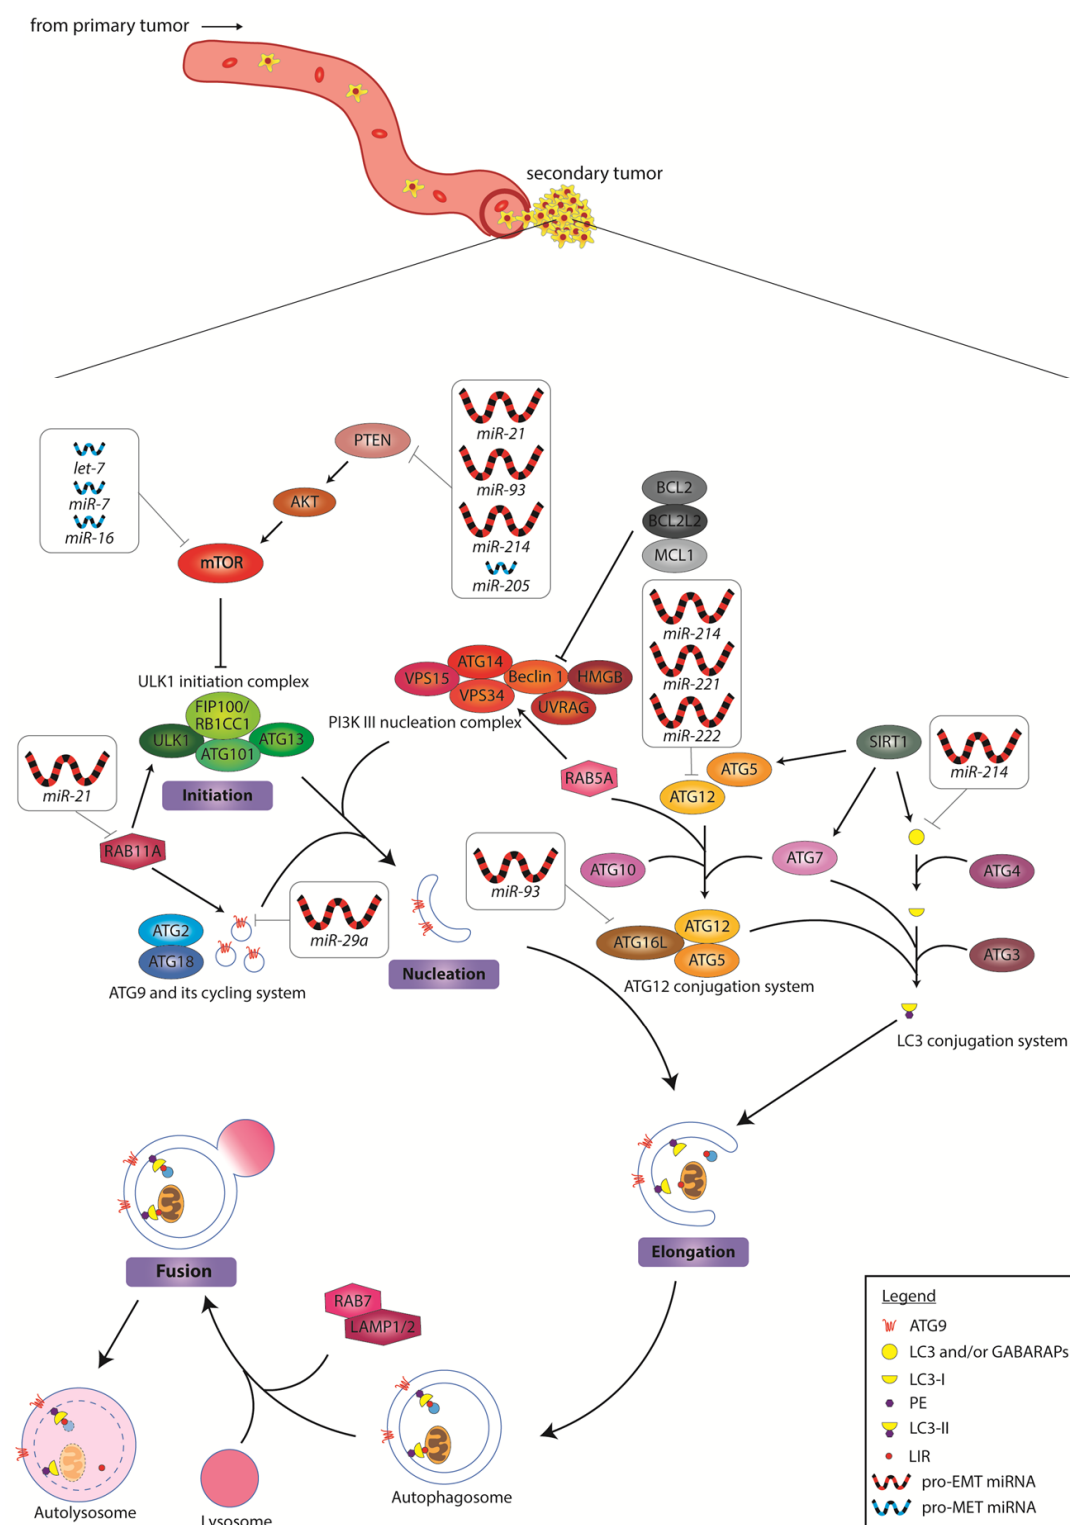 from primary tumor
secondary tumor
let-7
miR-7
miR-16
PTEN
AKT
mTOR
miR-21
miR-93
miR-214
miR-205
BCL2
BCL2L2
MCL1
miR-214
miR-221
miR-222
ULK1 initiation complex
FIP100/
RB1CC1
ULK1
ATG101
ATG13
Initiation
VPS15
ATG14
VPS34
Beclin 1
HMGB
UVRAG
PI3K III nucleation complex
RAB5A
miR-21
RAB11A
ATG5
ATG12
SIRT1
miR-214
ATG10
ATG7
ATG4
miR-93
miR-29a
ATG2
ATG18
ATG9 and its cycling system
Nucleation
ATG16L
ATG12
ATG5
ATG12 conjugation system
ATG3
LC3 conjugation system
Fusion
Elongation
RAB7
LAMP1/2
Autolysosome
Lysosome
Autophagosome
Legend
ATG9
LC3 and/or GABARAPs
LC3-I
PE
LC3-II
LIR
pro-EMT miRNA
pro-MET miRNA